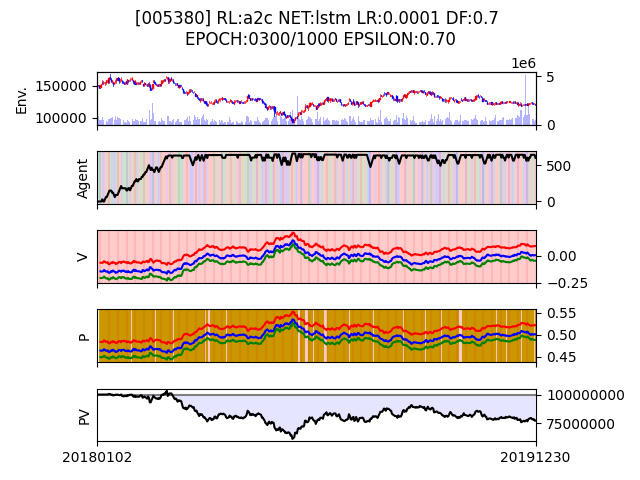 [005380] RL:a2c NET:lstm LR:0.0001 DF:0.7
EPOCH:0300/1000 EPSILON:0.70
1e6
Env.
150000
100000
5
0
Agent
500
0
V
0.00
−0.25
P
0.55
0.50
0.45
PV
100000000
75000000
20180102
20191230